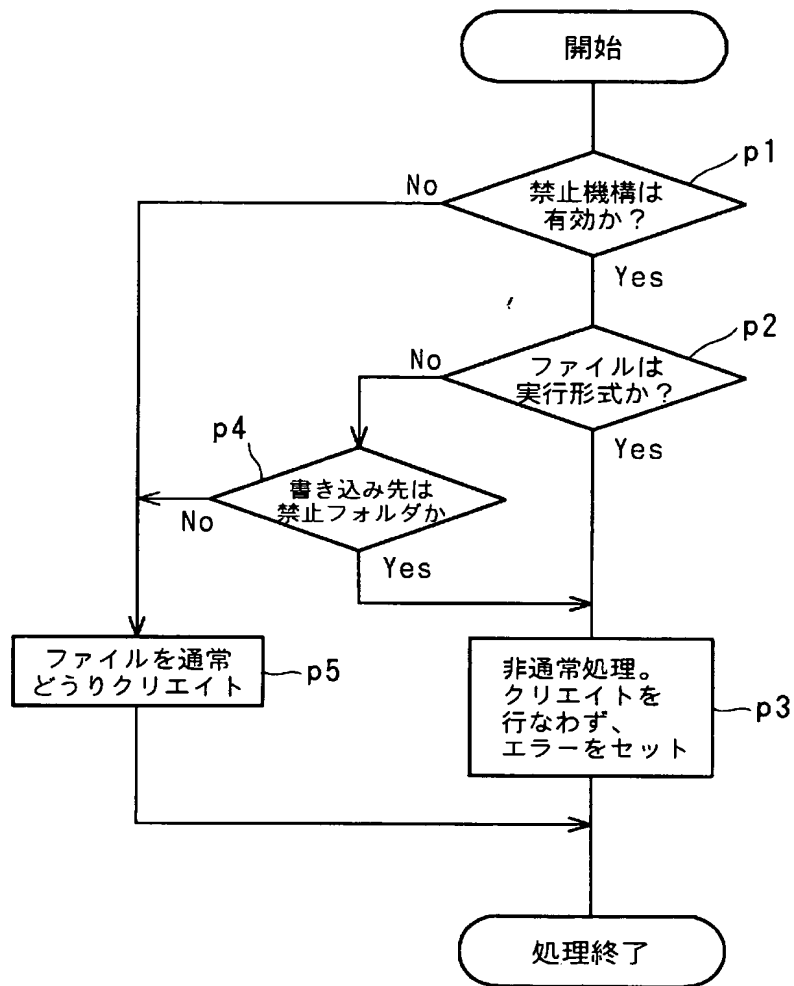 開始
p1
No
禁止機構は
有効か？
Yes
p2
No
ファイルは
実行形式か？
Yes
p4
書き込み先は
禁止フォルダか
No
Yes
ファイルを通常
どうりクリエイト
p5
非通常処理。
クリエイトを
行なわず、
エラーをセット
p3
処理終了